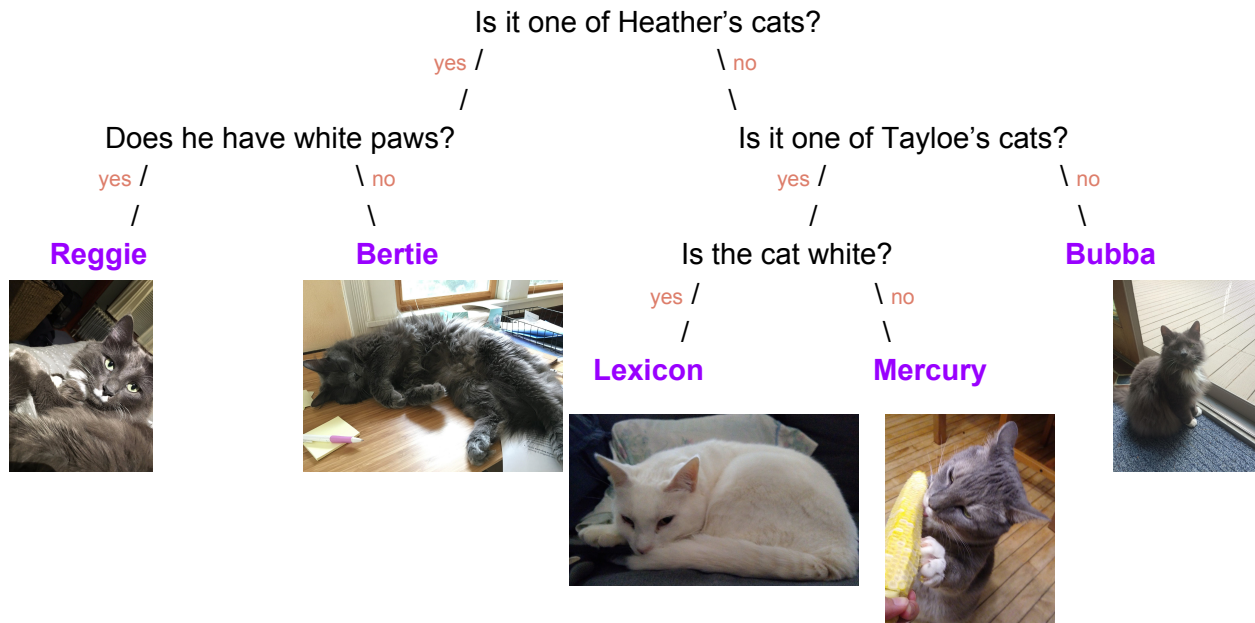 Is it one of Heather's cats?
yes / \ no
/ \
Does he have white paws? Is it one of Tayloe's cats?
yes / \ no yes / \ no
/ \ / \
Reggie Bertie Is the cat white? Bubba
yes / \ no
/ \
Lexicon Mercury